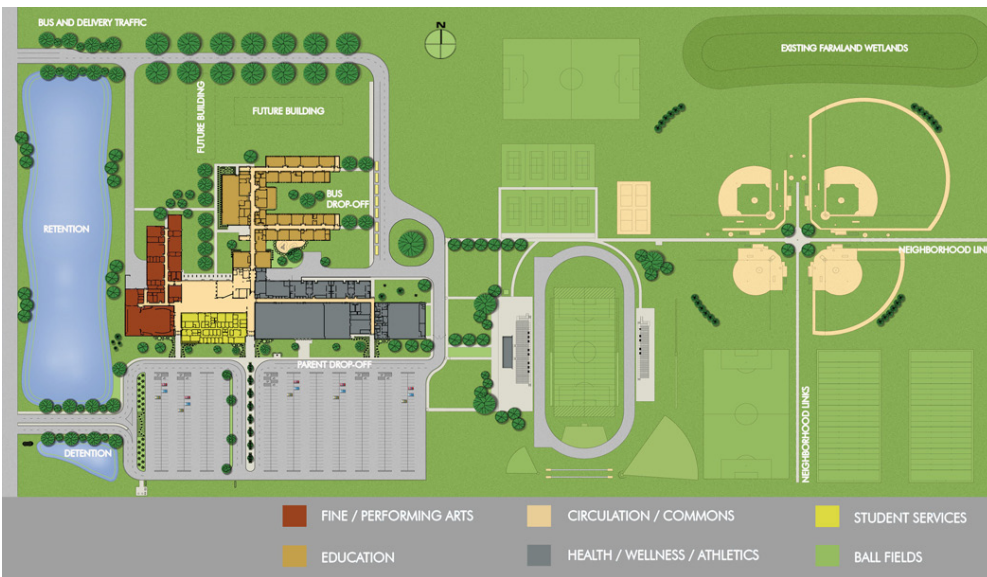 BUS AND DELIVERY TRAFFIC
N
EXISTING FARMLAND WETLANDS
FUTURE BUILDING
FUTURE BUILDING
BUS
DROP-OFF
RETENTION
NEIGHBORHOOD LINK
PARENT DROP-OFF
NEIGHBORHOOD LINKS
DETENTION
FINE / PERFORMING ARTS
CIRCULATION / COMMONS
STUDENT SERVICES
EDUCATION
HEALTH / WELLNESS / ATHLETICS
BALL FIELDS